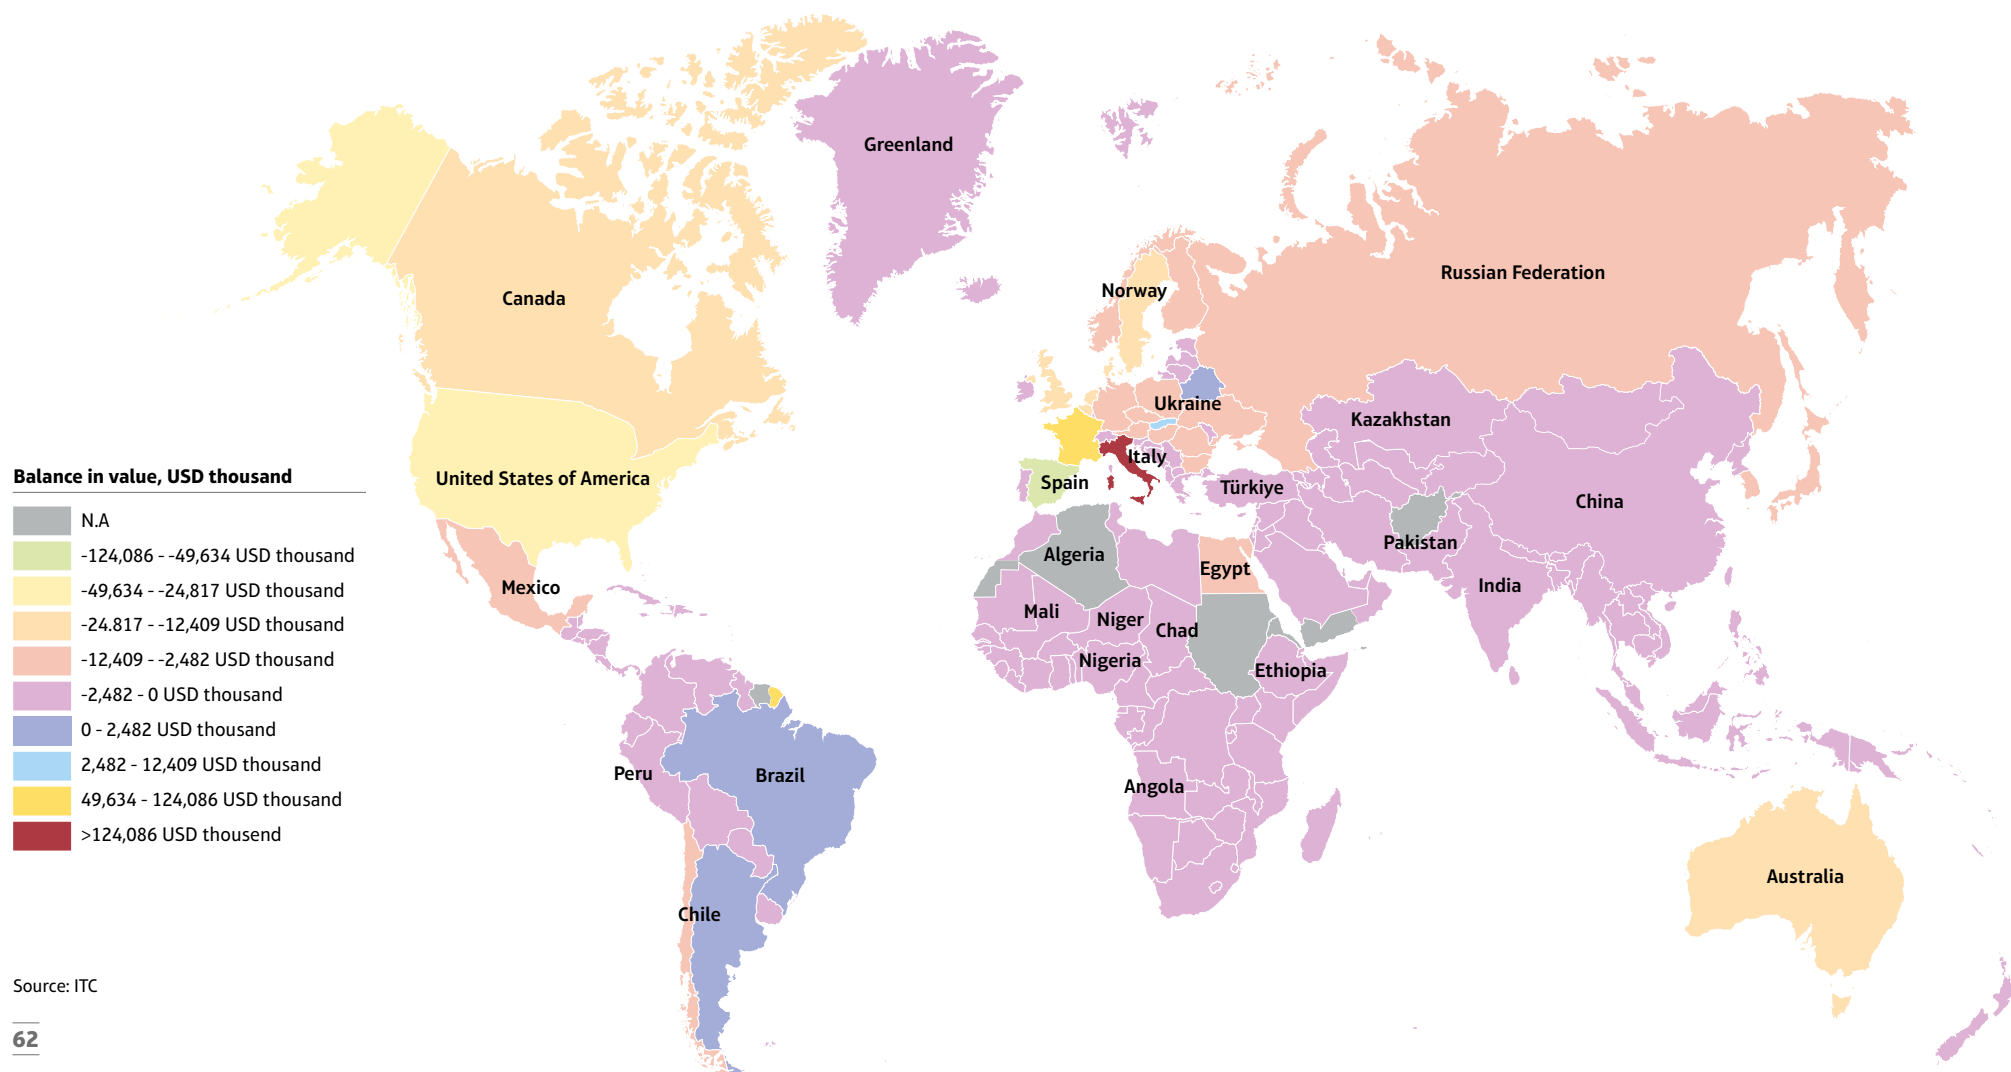 Greenland
Russian Federation
Norway
Canada
Ukraine
Kazakhstan
Italy
United States of America
Spain
Türkiye
China
Pakistan
Algeria
Egypt
India
Mexico
Mali
Niger
Chad
Nigeria
Ethiopia
Peru
Brazil
Angola
Australia
Chile
Balance in value, USD thousand
N.A
-124,086 - -49,634 USD thousand
-49,634 - -24,817 USD thousand
-24.817 - -12,409 USD thousand
-12,409 - -2,482 USD thousand
-2,482 - 0 USD thousand
0 - 2,482 USD thousand
2,482 - 12,409 USD thousand
49,634 - 124,086 USD thousand
>124,086 USD thousend
Source: ITC
62